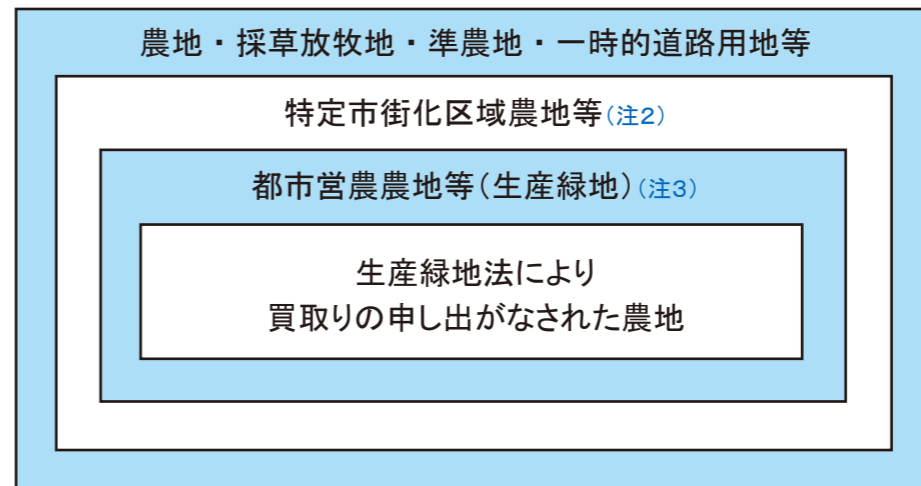 農地・採草放牧地・準農地・一時的道路用地等
特定市街化区域農地等(注2)
都市営農農地等(生産緑地)(注3)
生産緑地法により
買取りの申し出がなされた農地